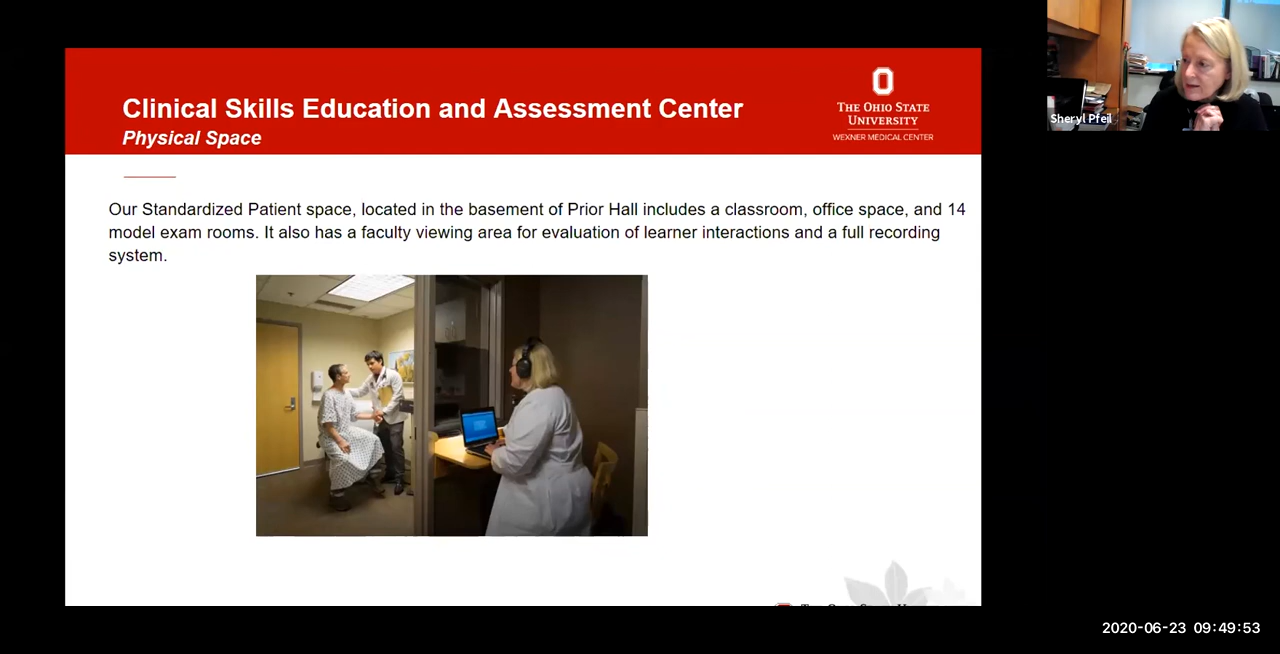 Clinical Skills Education and Assessment Center
Physical Space
THE OHIO STATE
UNIVERSITY
WEXNER MEDICAL CENTER
Sheryl Pfeil
Our Standardized Patient space, located in the basement of Prior Hall includes a classroom, office space, and 14
model exam rooms. It also has a faculty viewing area for evaluation of learner interactions and a full recording
system.
2020-06-23 09:49:53